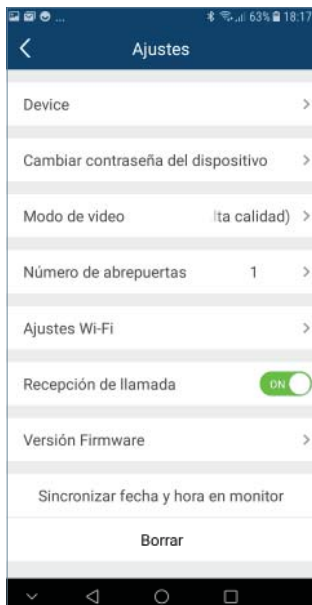 ... 63% 18:17
Ajustes
Device
Cambiar contraseña del dispositivo
Modo de video lta calidad)
Número de abrepuertas 1
Ajustes Wi-Fi
Recepción de llamada ON
Versión Firmware
Sincronizar fecha y hora en monitor
Borrar